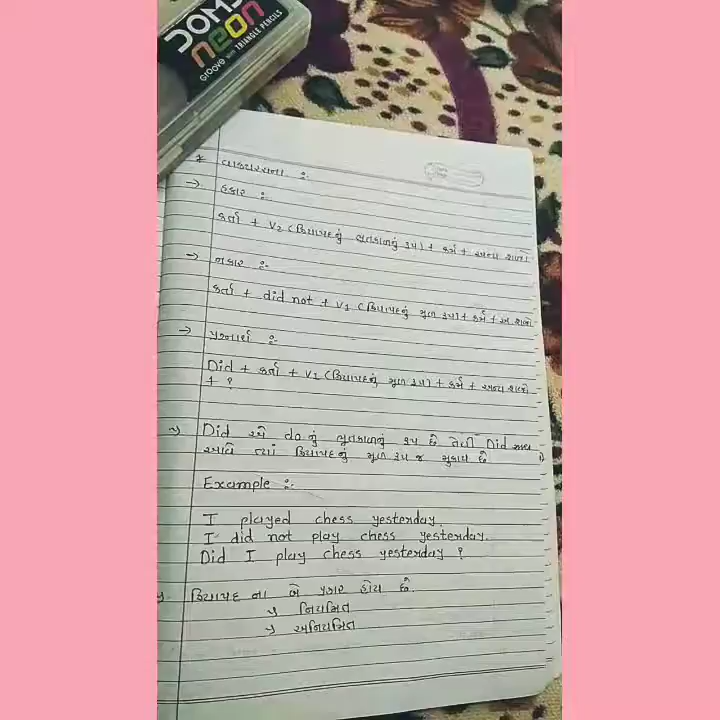 DOMS
neon
GROOVE with TRIANGLE PENCILS
* વાક્યરચના :-
→ હકાર :-
કર્તા + V2 (ક્રિયાપદનું ભૂતકાળનું રૂપ) + કર્મ + અન્ય શબ્દો
→ નકાર :-
કર્તા + did not + V1 (ક્રિયાપદનું મૂળ રૂપ) + કર્મ + અ. શબ્દો
→ પ્રશ્નાર્થ :-
Did + કર્તા + V1 (ક્રિયાપદનું મૂળ રૂપ) + કર્મ + અન્ય શબ્દો
+ ?
Did એ do નું ભૂતકાળનું રૂપ છે તેથી Did જ્યાં
આવે ત્યાં ક્રિયાપદનું મૂળ રૂપ જ મુકાય છે
Example :-
I played chess yesterday.
I did not play chess yesterday.
Did I play chess yesterday ?
ક્રિયાપદ ના બે પ્રકાર હોય છે.
નિયમિત
અનિયમિત